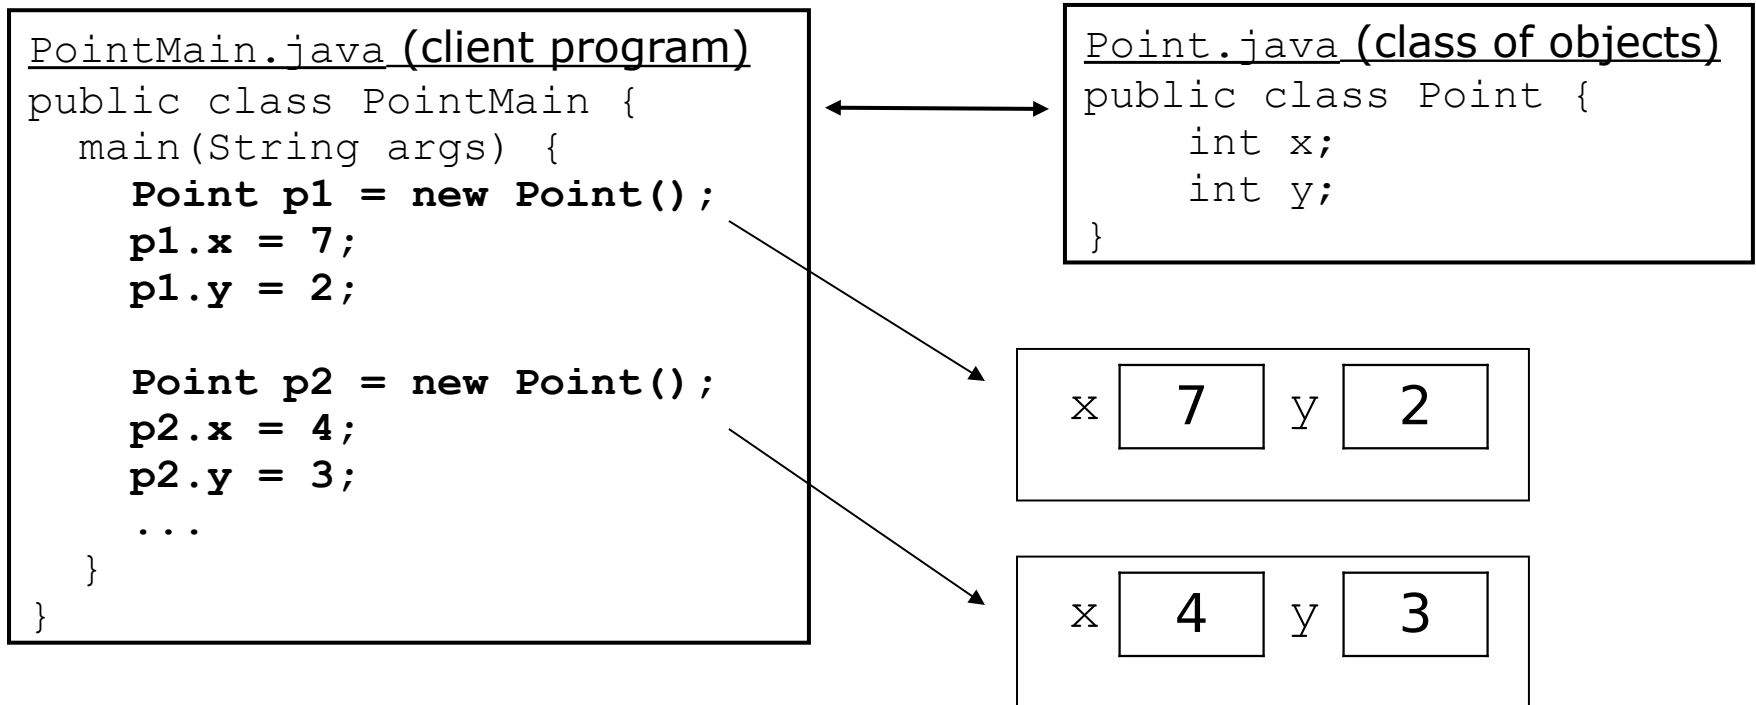 PointMain.java (client program)
public class PointMain {
  main(String args) {
    Point p1 = new Point();
    p1.x = 7;
    p1.y = 2;
    Point p2 = new Point();
    p2.x = 4;
    p2.y = 3;
    ...
  }
}
Point.java (class of objects)
public class Point {
    int x;
    int y;
}
x 7 y 2
x 4 y 3